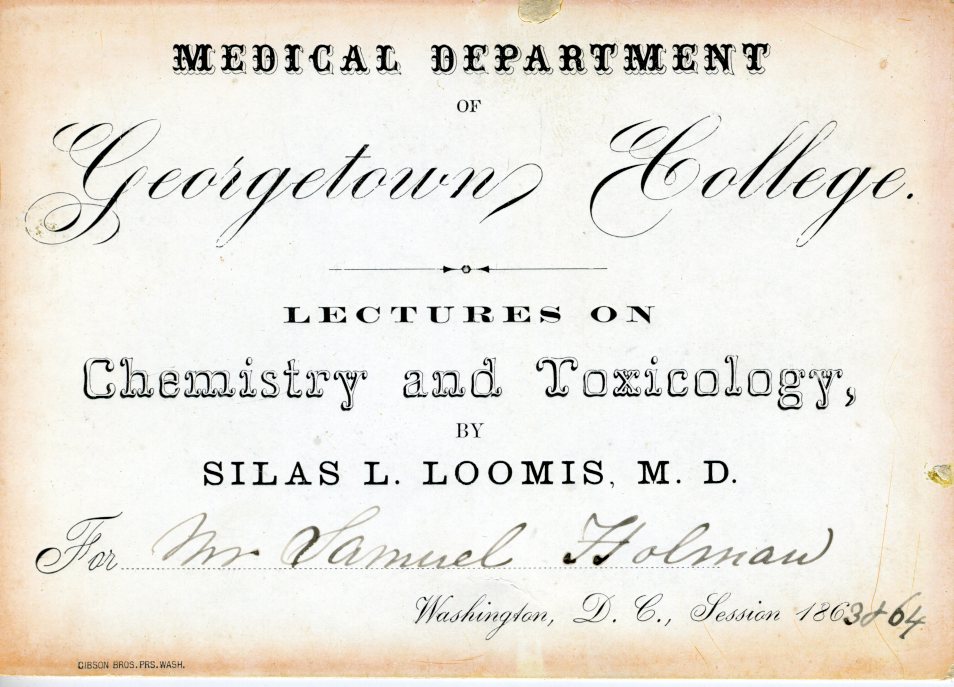 MEDICAL DEPARTMENT
OF
Georgetown College.
LECTURES ON
Chemistry and Toxicology,
BY
SILAS L. LOOMIS, M. D.
For Mr Samuel Holman
Washington, D. C., Session 1863 & 64
GIBSON BROS. PRS. WASH.